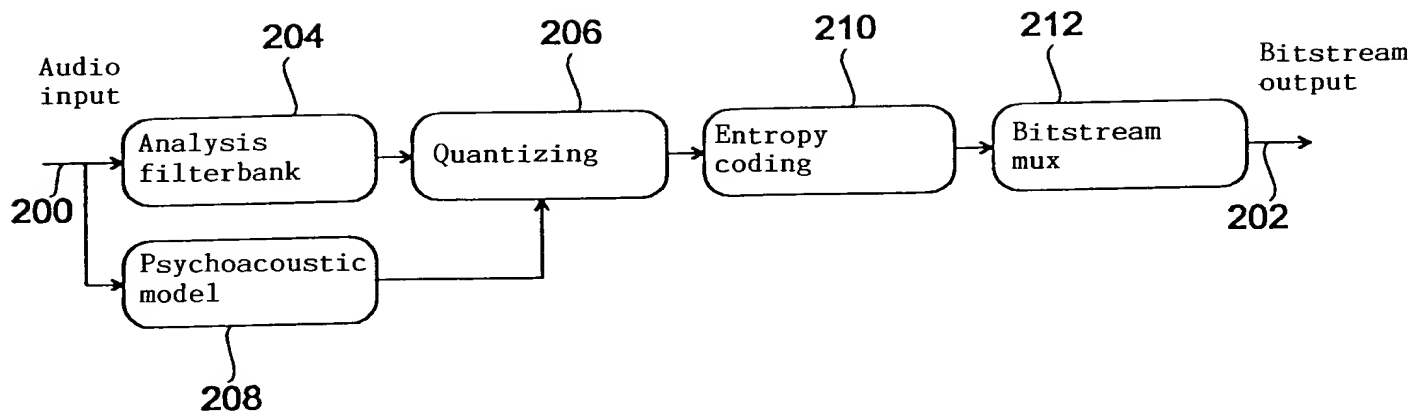 204
206
210
212
Audio
input
Bitstream
output
Analysis
filterbank
Quantizing
Entropy
coding
Bitstream
mux
200
202
Psychoacoustic
model
208